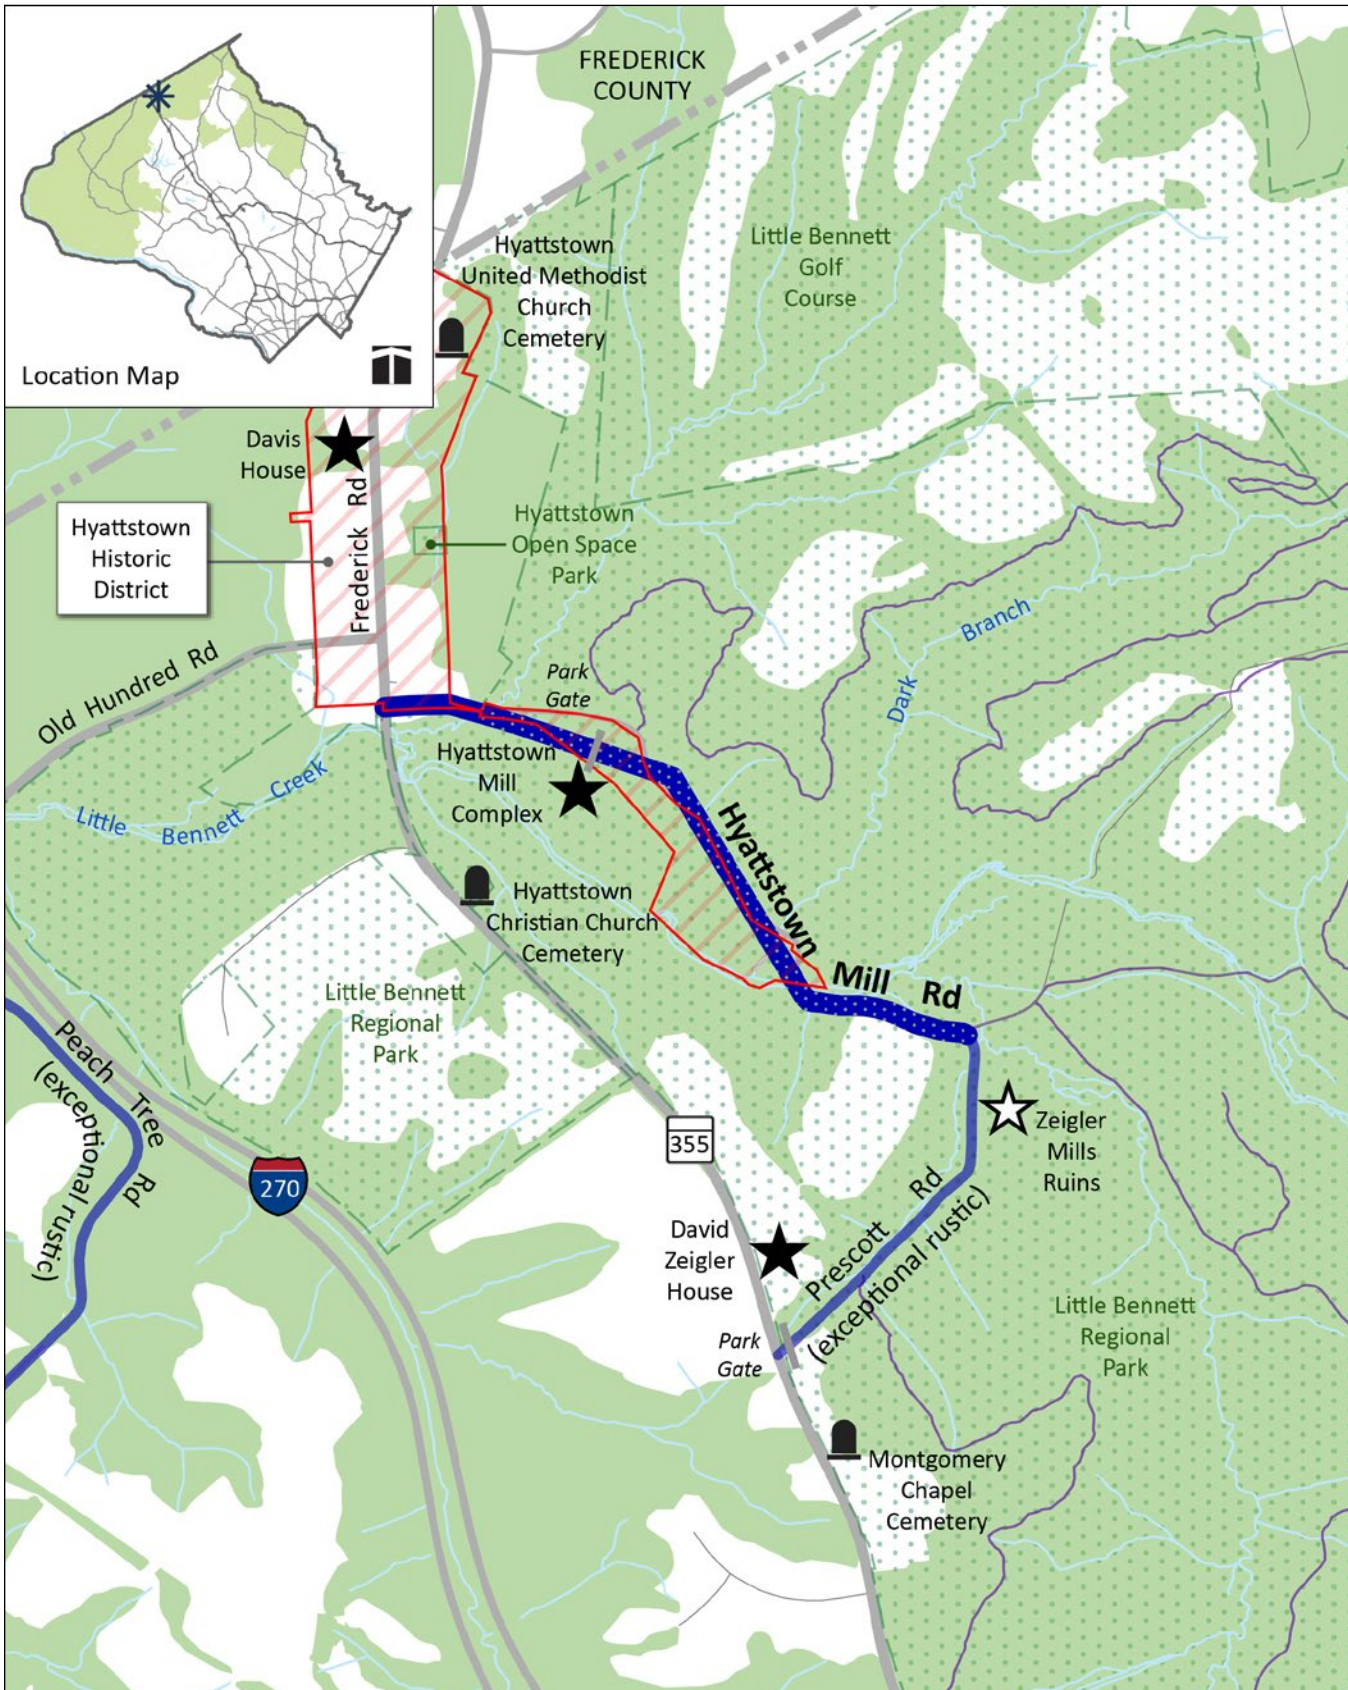 FREDERICK
COUNTY
Location Map
Hyattstown
United Methodist
Church
Cemetery
Little Bennett
Golf
Course
Davis
House
Frederick Rd
Hyattstown
Historic
District
Hyattstown
Open Space
Park
Old Hundred Rd
Park
Gate
Dark Branch
Little Bennett Creek
Hyattstown
Mill
Complex
Hyattstown Mill Rd
Hyattstown
Christian Church
Cemetery
Little Bennett
Regional
Park
Peach Tree Rd
(exceptional rustic)
270
355
Zeigler
Mills
Ruins
David
Zeigler
House
Prescott Rd
(exceptional rustic)
Park
Gate
Little Bennett
Regional
Park
Montgomery
Chapel
Cemetery